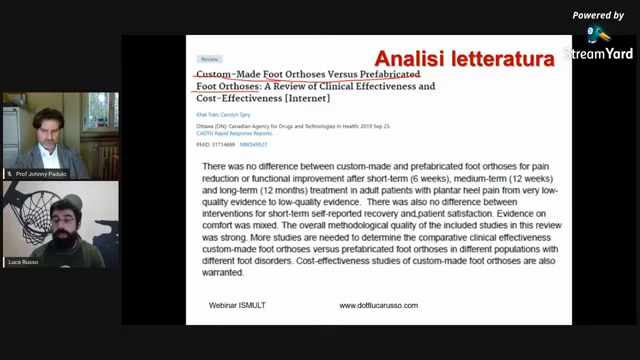 Powered by
StreamYard
Analisi letteratura
Review
Custom-Made Foot Orthoses Versus Prefabricated
Foot Orthoses: A Review of Clinical Effectiveness and
Cost-Effectiveness [Internet]
Khai Tran, Carolyn Spry
Ottawa (ON): Canadian Agency for Drugs and Technologies in Health; 2019 Sep 23.
CADTH Rapid Response Reports.
PMID: 31714699 NBK549527
There was no difference between custom-made and prefabricated foot orthoses for pain
reduction or functional improvement after short-term (6 weeks), medium-term (12 weeks)
and long-term (12 months) treatment in adult patients with plantar heel pain from very low-
quality evidence to low-quality evidence. There was also no difference between
interventions for short-term self-reported recovery and patient satisfaction. Evidence on
comfort was mixed. The overall methodological quality of the included studies in this review
was strong. More studies are needed to determine the comparative clinical effectiveness
custom-made foot orthoses versus prefabricated foot orthoses in different populations with
different foot disorders. Cost-effectiveness studies of custom-made foot orthoses are also
warranted.
Webinar ISMULT www.dottlucarusso.com
Prof Johnny Padulo
Luca Russo